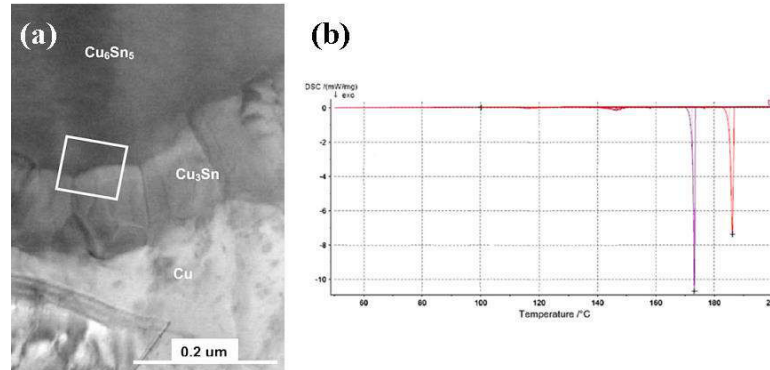 (a)
Cu₆Sn₅
Cu₃Sn
Cu
0.2 um
(b)
DSC /(mW/mg)
↓ exo
0
-2
-4
-6
-8
-10
60 80 100 120 140 160 180
Temperature /°C